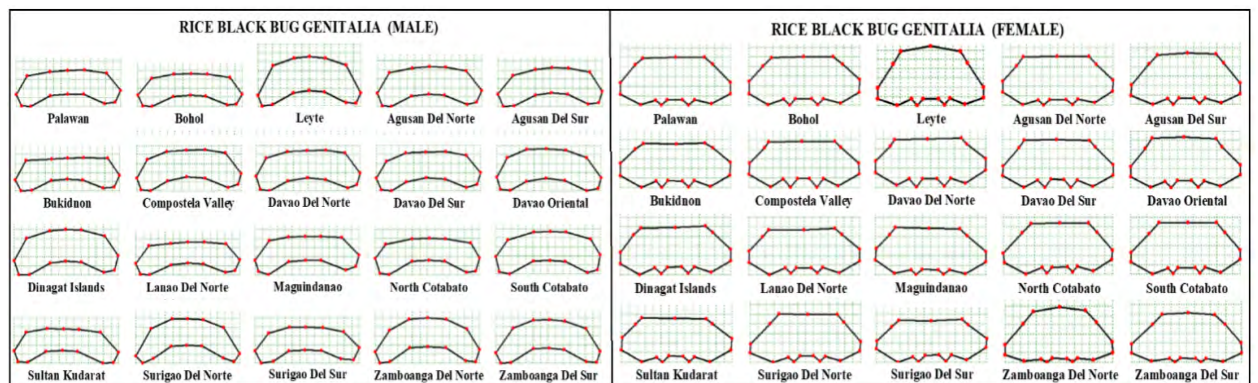 RICE BLACK BUG GENITALIA (MALE)
Palawan
Bohol
Leyte
Agusan Del Norte
Agusan Del Sur
Bukidnon
Compostela Valley
Davao Del Norte
Davao Del Sur
Davao Oriental
Dinagat Islands
Lanao Del Norte
Maguindanao
North Cotabato
South Cotabato
Sultan Kudarat
Surigao Del Norte
Surigao Del Sur
Zamboanga Del Norte
Zamboanga Del Sur
RICE BLACK BUG GENITALIA (FEMALE)
Palawan
Bohol
Leyte
Agusan Del Norte
Agusan Del Sur
Bukidnon
Compostela Valley
Davao Del Norte
Davao Del Sur
Davao Oriental
Dinagat Islands
Lanao Del Norte
Maguindanao
North Cotabato
South Cotabato
Sultan Kudarat
Surigao Del Norte
Surigao Del Sur
Zamboanga Del Norte
Zamboanga Del Sur